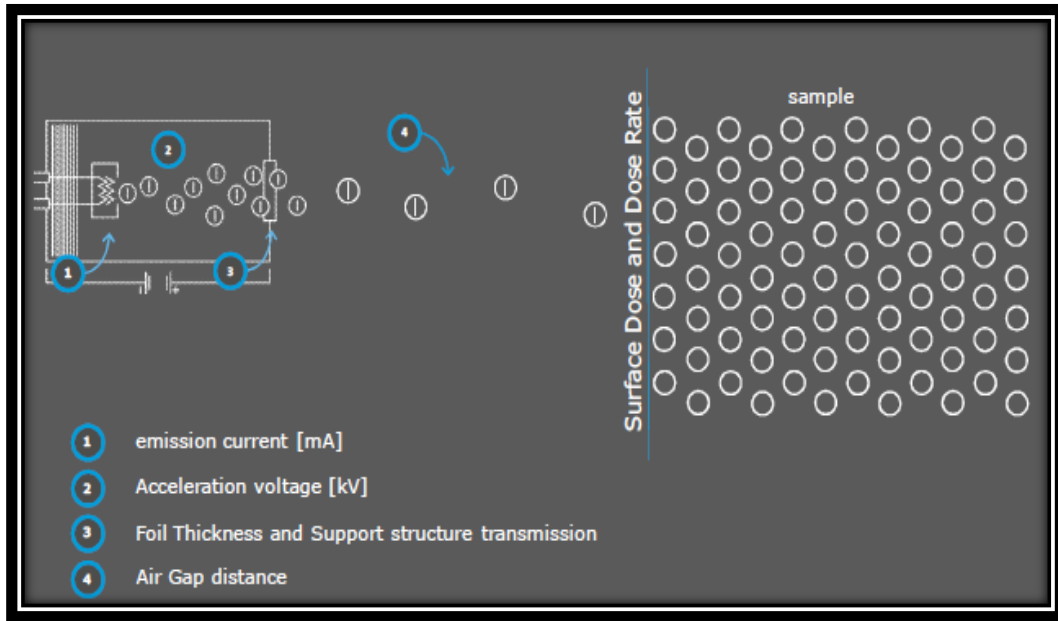 sample
2
4
Surface Dose and Dose Rate
1
3
1 emission current [mA]
2 Acceleration voltage [kV]
3 Foil Thickness and Support structure transmission
4 Air Gap distance